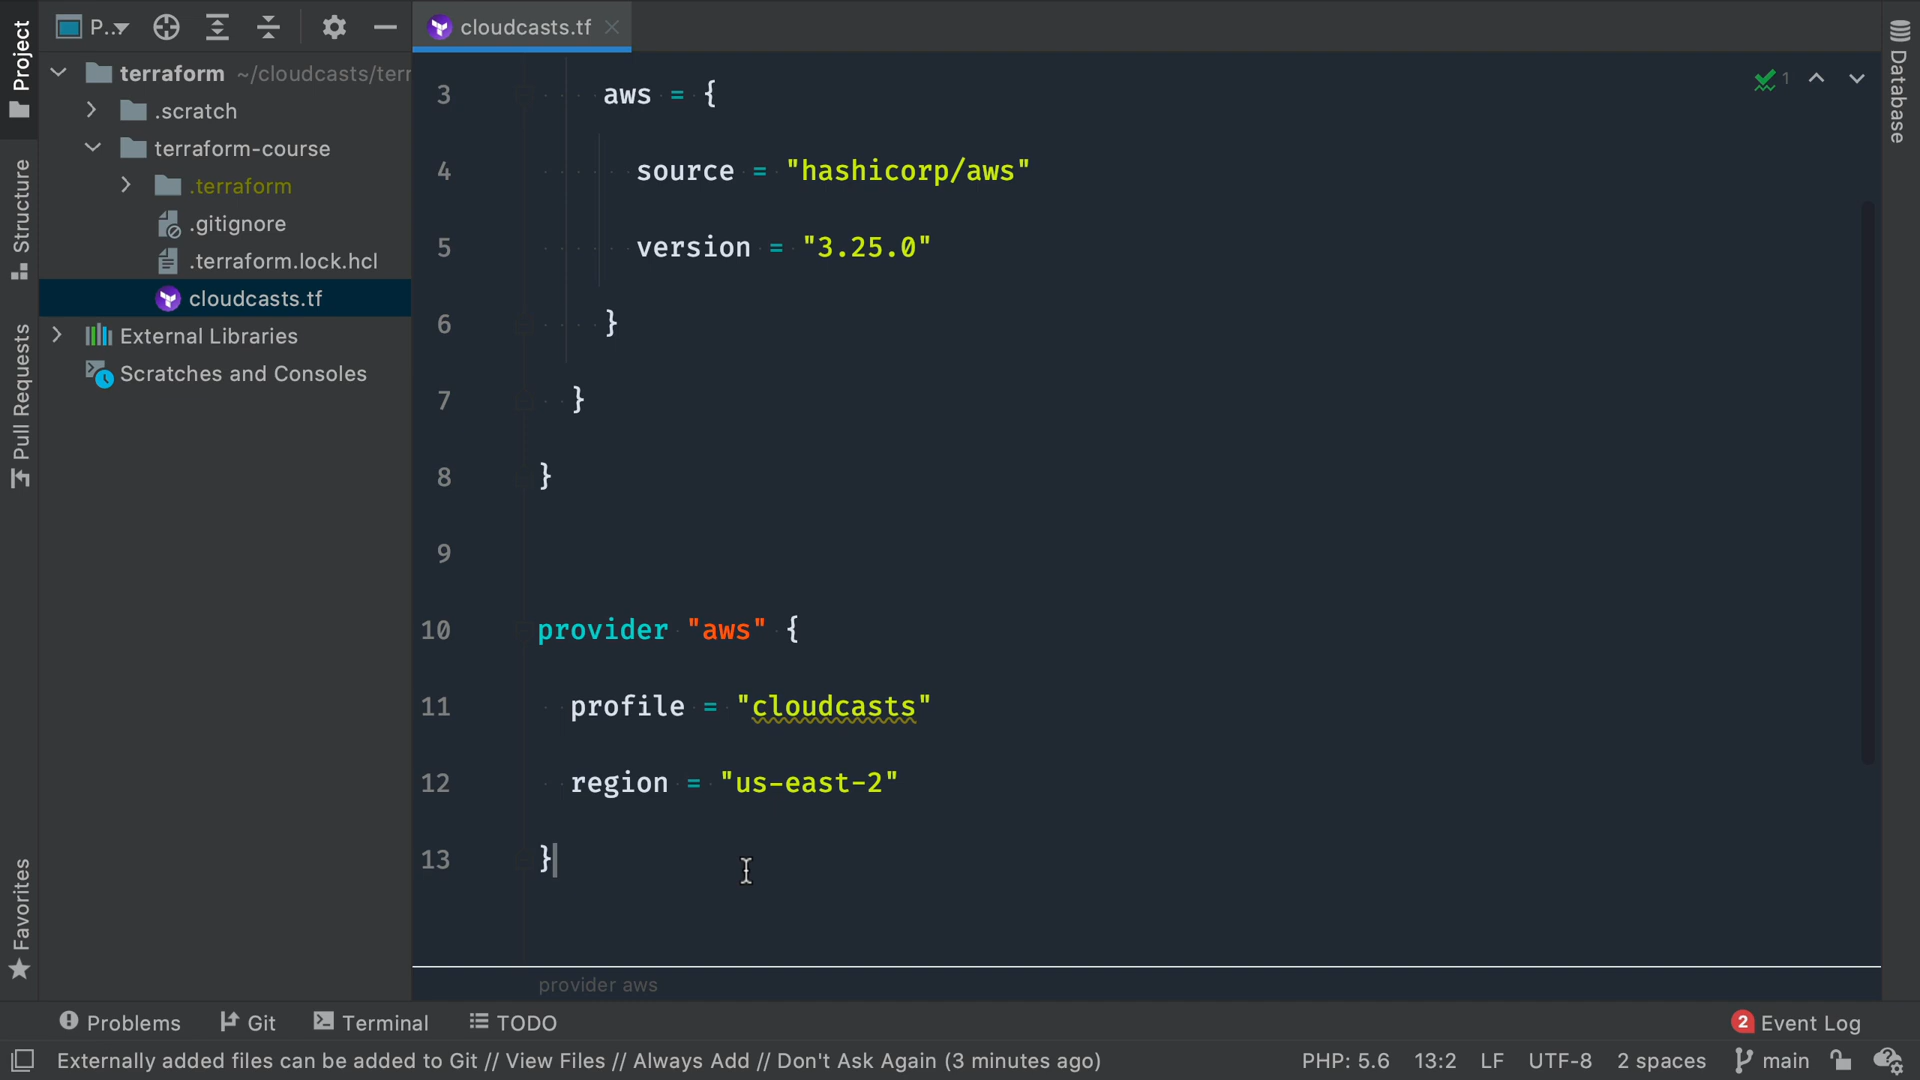 Project
Structure
Pull Requests
Favorites
P..
terraform ~/cloudcasts/terr
.scratch
terraform-course
.terraform
.gitignore
.terraform.lock.hcl
cloudcasts.tf
External Libraries
Scratches and Consoles
cloudcasts.tf
1
3 aws = {
4 source = "hashicorp/aws"
5 version = "3.25.0"
6 }
7 }
8 }
9
10 provider "aws" {
11 profile = "cloudcasts"
12 region = "us-east-2"
13 }
provider aws
Database
Problems Git Terminal TODO 2 Event Log
Externally added files can be added to Git // View Files // Always Add // Don't Ask Again (3 minutes ago) PHP: 5.6 13:2 LF UTF-8 2 spaces main